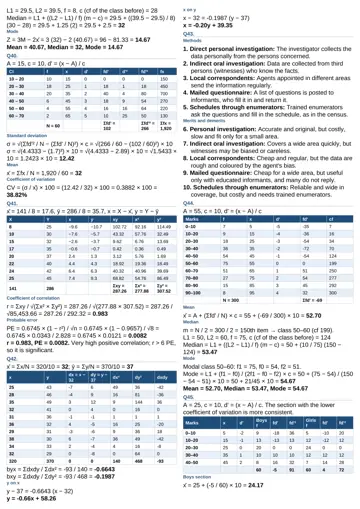 L1 = 29.5, L2 = 39.5, f = 8, c (cf of the class before) = 28
Median = L1 + ((L2 − L1) / f) (m − c) = 29.5 + ((39.5 − 29.5) / 8)
(30 − 28) = 29.5 + 1.25 (2) = 29.5 + 2.5 = 32
Mode
Z = 3M − 2x̄ = 3 (32) − 2 (40.67) = 96 − 81.33 = 14.67
Mean = 40.67, Median = 32, Mode = 14.67
Q40.
A = 15, c = 10, d' = (x − A) / c
f x d' fd' d'² fd'² fx
10 – 20 10 15 0 0 0 0 150
20 – 30 18 25 1 18 1 18 450
30 – 40 20 35 2 40 4 80 700
40 – 50 6 45 3 18 9 54 270
50 – 60 4 55 4 16 16 64 220
60 – 70 2 65 5 10 25 50 130
N = 60 Σfd' = 102 Σfd'² = 266 Σfx = 1,920
Standard deviation
σ = √(Σfd'² / N − (Σfd' / N)²) × c = √(266 / 60 − (102 / 60)²) × 10
σ = √(4.4333 − (1.7)²) × 10 = √(4.4433 − 2.89) × 10 = √1.5433 ×
10 = 1.2423 × 10 = 12.42
Mean
x̄ = Σfx / N = 1,920 / 60 = 32
Coefficient of variation
CV = (σ / x̄) × 100 = (12.42 / 32) × 100 = 0.3882 × 100 =
38.82%
Q41.
x̄ = 141 / 8 = 17.6, ȳ = 286 / 8 = 35.7, x = X − x̄, y = Y − ȳ
X Y x y xy x² y²
8 25 -9.6 -10.7 102.72 92.16 114.49
10 30 -7.6 -5.7 43.32 57.76 32.49
15 32 -2.6 -3.7 9.62 6.76 13.69
17 35 -0.6 -0.7 0.42 0.36 0.49
20 37 2.4 1.3 3.12 5.76 1.69
22 40 4.4 4.3 18.92 19.36 18.49
24 42 6.4 6.3 40.32 40.96 39.69
25 45 7.4 9.3 68.82 54.76 86.49
141 286 Σxy = 287.26 Σx² = 277.88 Σy² = 307.52
Coefficient of correlation
r = Σxy / √(Σx² × Σy²) = 287.26 / √(277.88 × 307.52) = 287.26 /
√85,453.66 = 287.26 / 292.32 = 0.983
Probable error
PE = 0.6745 × (1 − r²) / √n = 0.6745 × (1 − 0.9657) / √8 =
0.6745 × 0.0343 / 2.828 = 0.6745 × 0.0121 = 0.0082
r = 0.983, PE = 0.0082. Very high positive correlation; r > 6 PE,
so it is significant.
Q42.
x̄ = Σx/N = 320/10 = 32; ȳ = Σy/N = 370/10 = 37
x y dx = x − 32 dy = y − 37 dx² dy² dxdy
25 43 -7 6 49 36 -42
28 46 -4 9 16 81 -36
35 49 3 12 9 144 36
32 41 0 4 0 16 0
31 36 -1 -1 1 1 1
36 32 4 -5 16 25 -20
29 31 -3 -6 9 36 18
38 30 6 -7 36 49 -42
34 33 2 -4 4 16 -8
32 29 0 -8 0 64 0
320 370 0 0 140 468 -93
byx = Σdxdy / Σdx² = -93 / 140 = -0.6643
bxy = Σdxdy / Σdy² = -93 / 468 = -0.1987
y on x
y − 37 = -0.6643 (x − 32)
y = -0.66x + 58.26
x on y
x − 32 = -0.1987 (y − 37)
x = -0.20y + 39.35
Q43.
Methods
1. Direct personal investigation: The investigator collects the
data personally from the persons concerned.
2. Indirect oral investigation: Data are collected from third
persons (witnesses) who know the facts.
3. Local correspondents: Agents appointed in different areas
send the information regularly.
4. Mailed questionnaire: A list of questions is posted to
informants, who fill it in and return it.
5. Schedules through enumerators: Trained enumerators
ask the questions and fill in the schedule, as in the census.
Merits and demerits
6. Personal investigation: Accurate and original, but costly,
slow and fit only for a small area.
7. Indirect oral investigation: Covers a wide area quickly, but
witnesses may be biased or careless.
8. Local correspondents: Cheap and regular, but the data are
rough and coloured by the agent's bias.
9. Mailed questionnaire: Cheap for a wide area, but useful
only with educated informants, and many do not reply.
10. Schedules through enumerators: Reliable and wide in
coverage, but costly and needs trained enumerators.
Q44.
A = 55, c = 10, d' = (x − A) / c
Marks f x d' fd' cf
0–10 7 5 -5 -35 7
10–20 9 15 -4 -36 16
20–30 18 25 -3 -54 34
30–40 36 35 -2 -72 70
40–50 54 45 -1 -54 124
50–60 75 55 0 0 199
60–70 51 65 1 51 250
70–80 27 75 2 54 277
80–90 15 85 3 45 292
90–100 8 95 4 32 300
N = 300 Σfd' = -69
Mean
x̄ = A + (Σfd' / N) × c = 55 + (-69 / 300) × 10 = 52.70
Median
m = N / 2 = 300 / 2 = 150th item → class 50–60 (cf 199).
L1 = 50, L2 = 60, f = 75, c (cf of the class before) = 124
Median = L1 + ((L2 − L1) / f) (m − c) = 50 + (10 / 75) (150 −
124) = 53.47
Mode
Modal class 50–60: f1 = 75, f0 = 54, f2 = 51.
Mode = L1 + (f1 − f0) / (2f1 − f0 − f2) × c = 50 + (75 − 54) / (150
− 54 − 51) × 10 = 50 + 21/45 × 10 = 54.67
Mean = 52.70, Median = 53.47, Mode = 54.67
Q45.
A = 25, c = 10, d' = (x − A) / c. The section with the lower
coefficient of variation is more consistent.
Marks x d' Boys f fd' fd'² Girls f fd' fd'²
0–10 5 -2 9 -18 36 5 -10 20
10–20 15 -1 13 -13 13 12 -12 12
20–30 25 0 20 0 0 24 0 0
30–40 35 1 10 10 10 12 12 12
40–50 45 2 8 16 32 7 14 28
60 -5 91 60 4 72
Boys section
x̄ = 25 + (-5 / 60) × 10 = 24.17